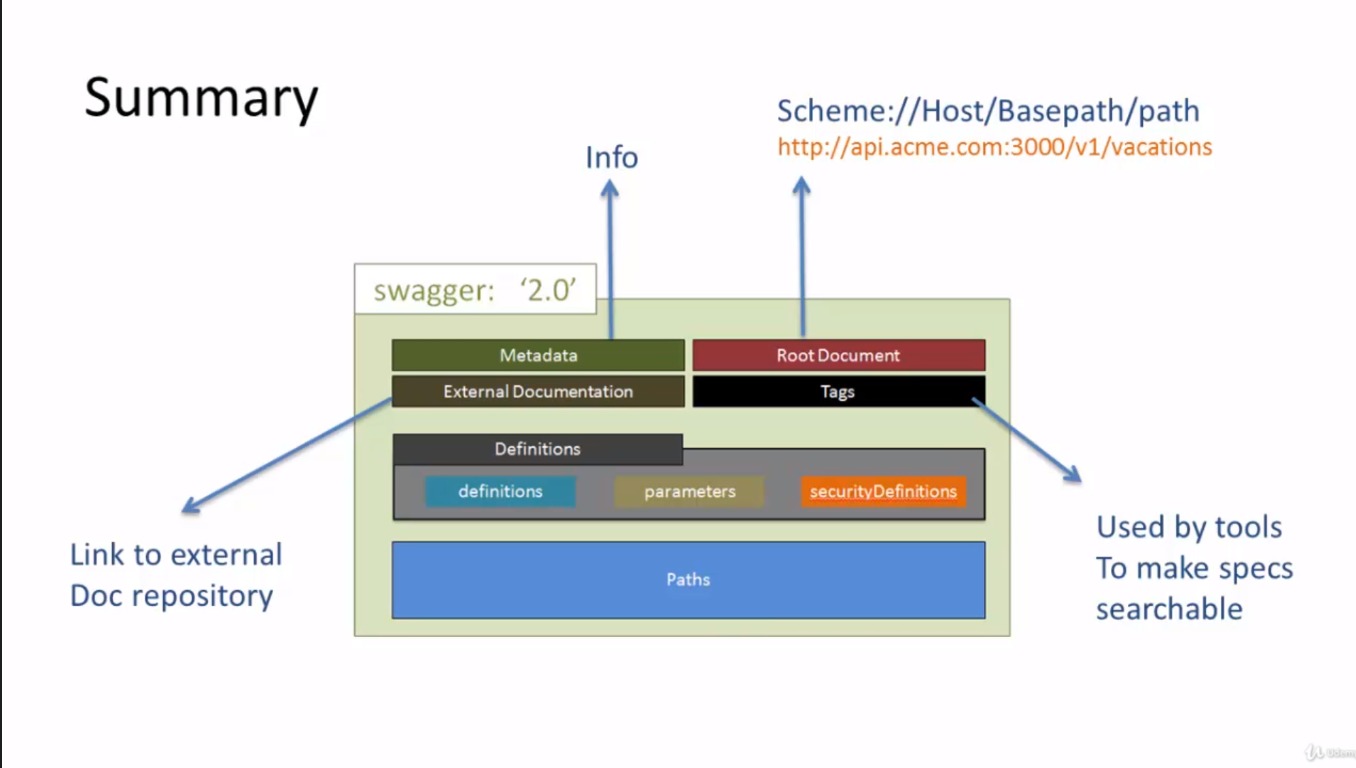 Summary
Scheme://Host/Basepath/path
http://api.acme.com:3000/v1/vacations
Info
swagger: ‘2.0’
Metadata
Root Document
External Documentation
Tags
Definitions
definitions
parameters
securityDefinitions
Paths
Link to external
Doc repository
Used by tools
To make specs
searchable